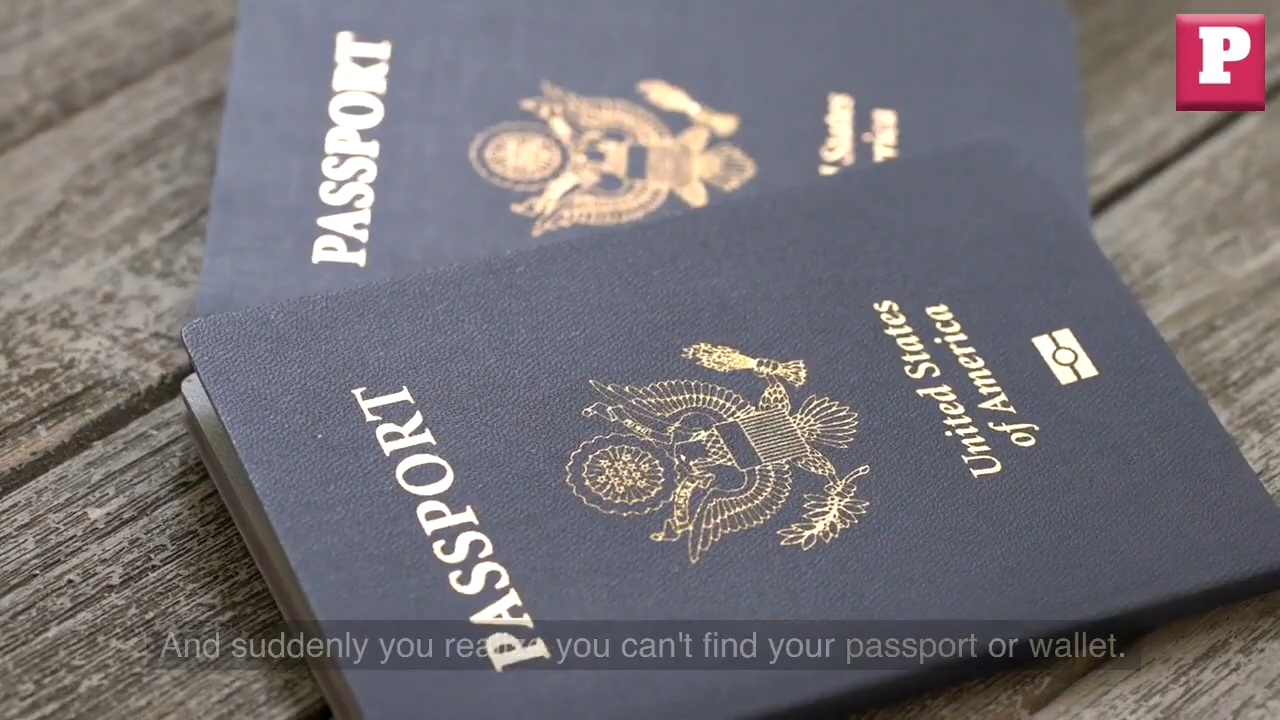 P
PASSPORT
PASSPORT
United States
of America
And suddenly you realize you can't find your passport or wallet.